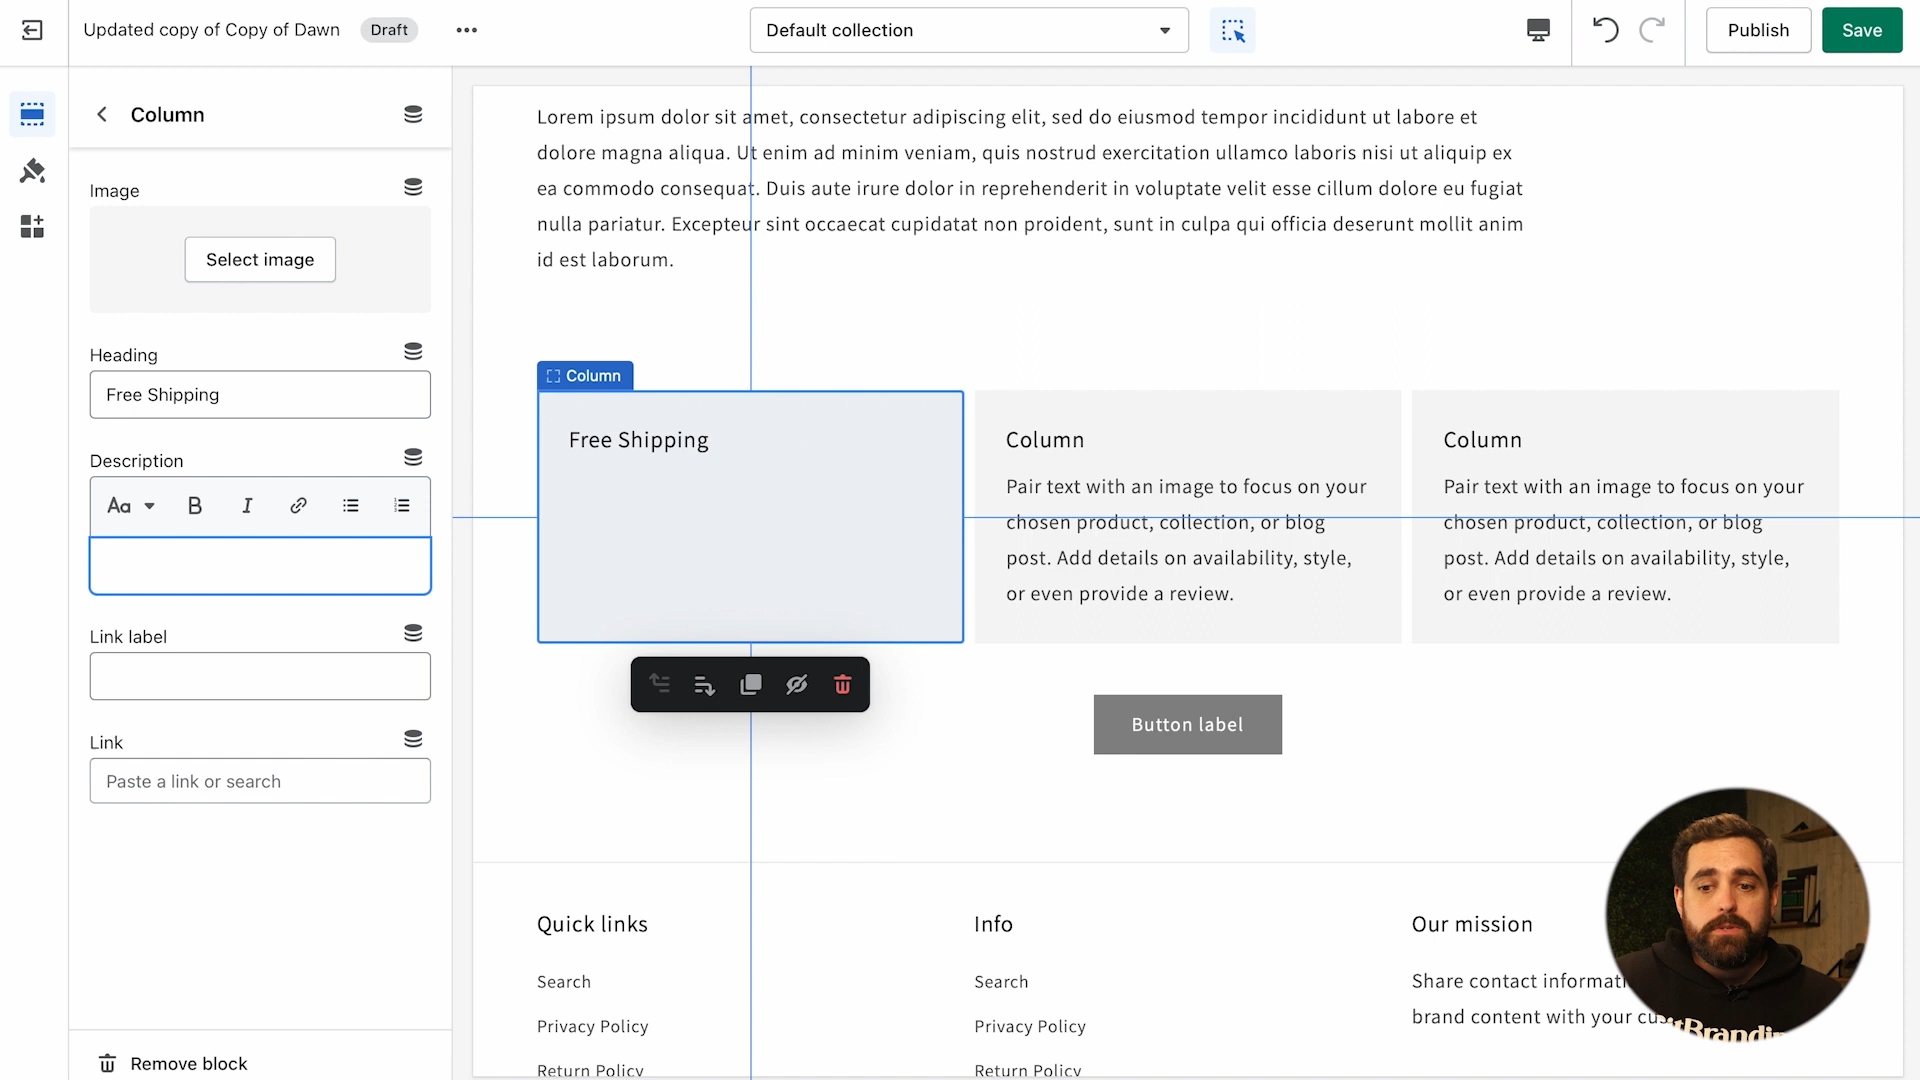 Updated copy of Copy of Dawn
Draft
Default collection
Publish
Save
Column
Image
Select image
Heading
Free Shipping
Description
Aa
B
I
Link label
Link
Paste a link or search
Remove block
Lorem ipsum dolor sit amet, consectetur adipiscing elit, sed do eiusmod tempor incididunt ut labore et
dolore magna aliqua. Ut enim ad minim veniam, quis nostrud exercitation ullamco laboris nisi ut aliquip ex
ea commodo consequat. Duis aute irure dolor in reprehenderit in voluptate velit esse cillum dolore eu fugiat
nulla pariatur. Excepteur sint occaecat cupidatat non proident, sunt in culpa qui officia deserunt mollit anim
id est laborum.
Column
Free Shipping
Column
Pair text with an image to focus on your
chosen product, collection, or blog
post. Add details on availability, style,
or even provide a review.
Column
Pair text with an image to focus on your
chosen product, collection, or blog
post. Add details on availability, style,
or even provide a review.
Button label
Quick links
Search
Privacy Policy
Return Policy
Info
Search
Privacy Policy
Return Policy
Our mission
Share contact informati
brand content with your cu